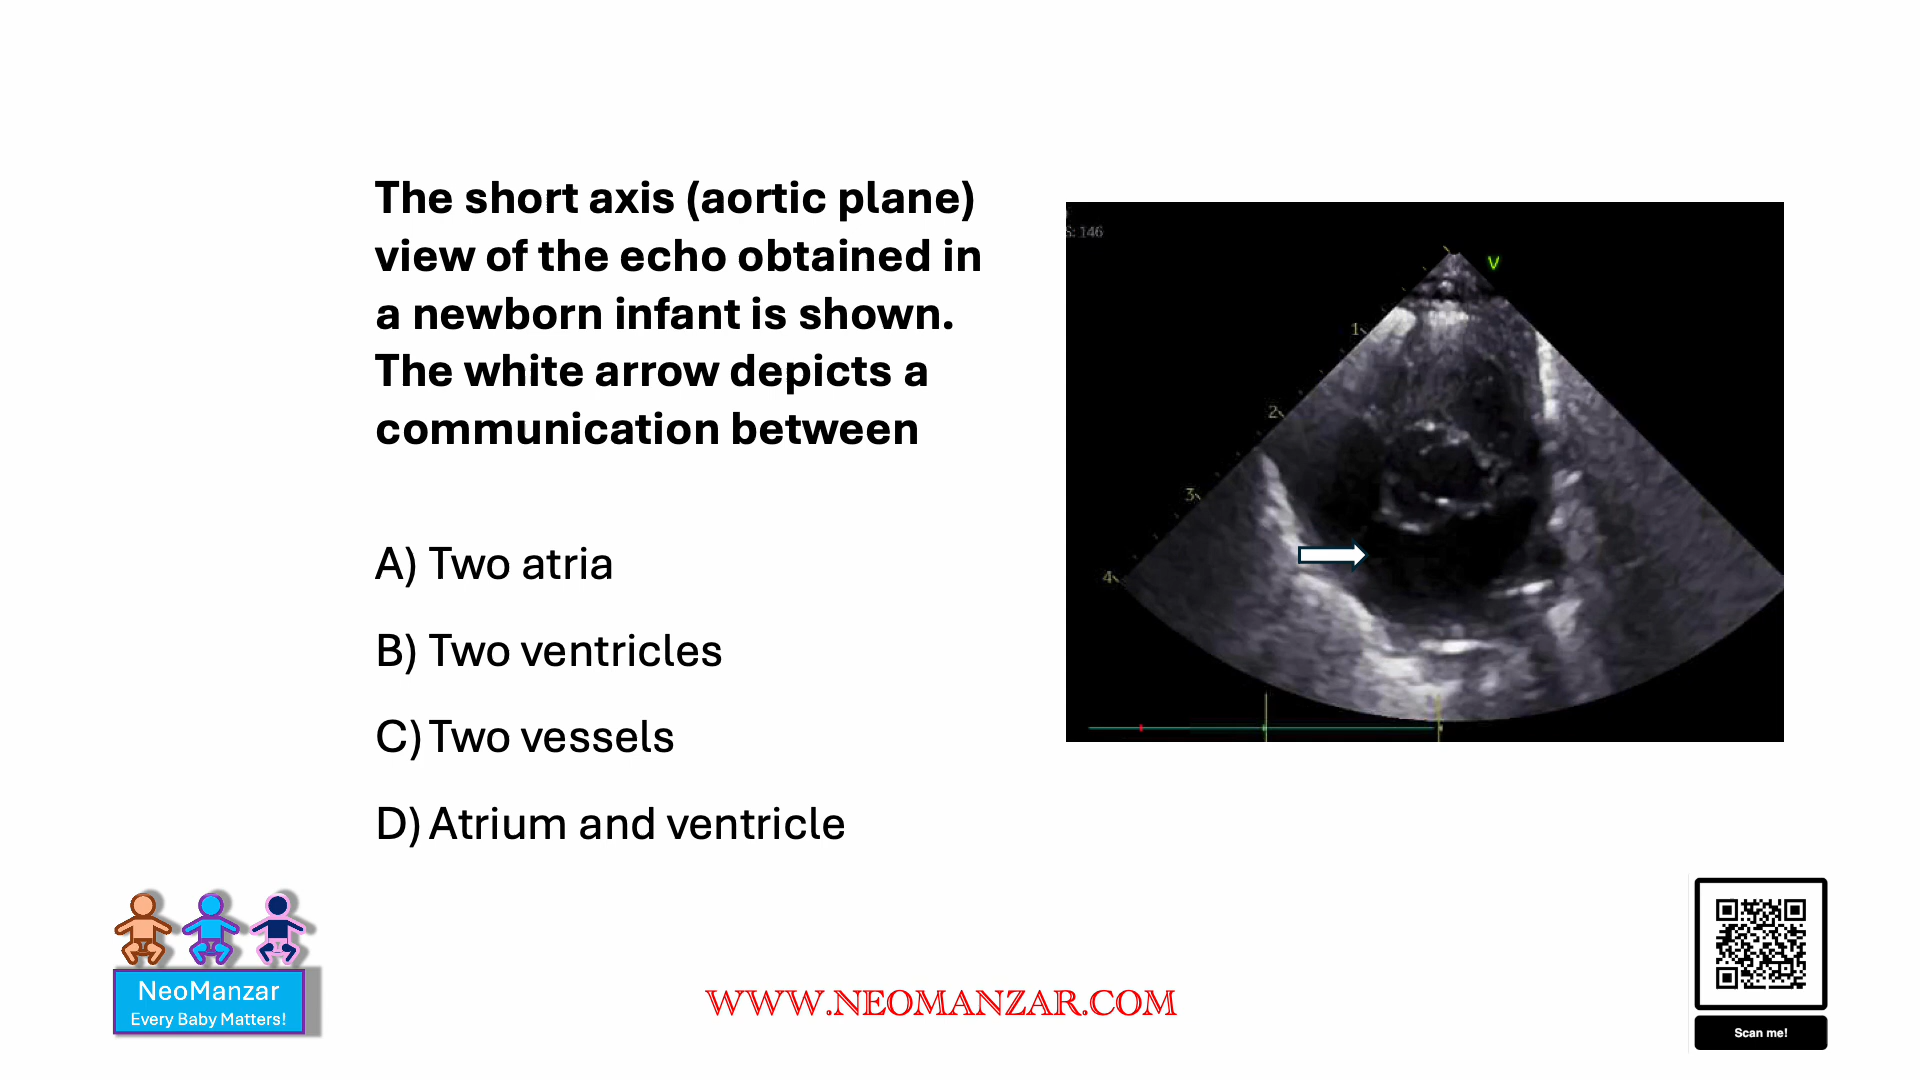 The short axis (aortic plane)
view of the echo obtained in
a newborn infant is shown.
The white arrow depicts a
communication between
A) Two atria
B) Two ventricles
C) Two vessels
D) Atrium and ventricle
S: 146
V
1
2
3
4
NeoManzar
Every Baby Matters!
WWW.NEOMANZAR.COM
Scan me!